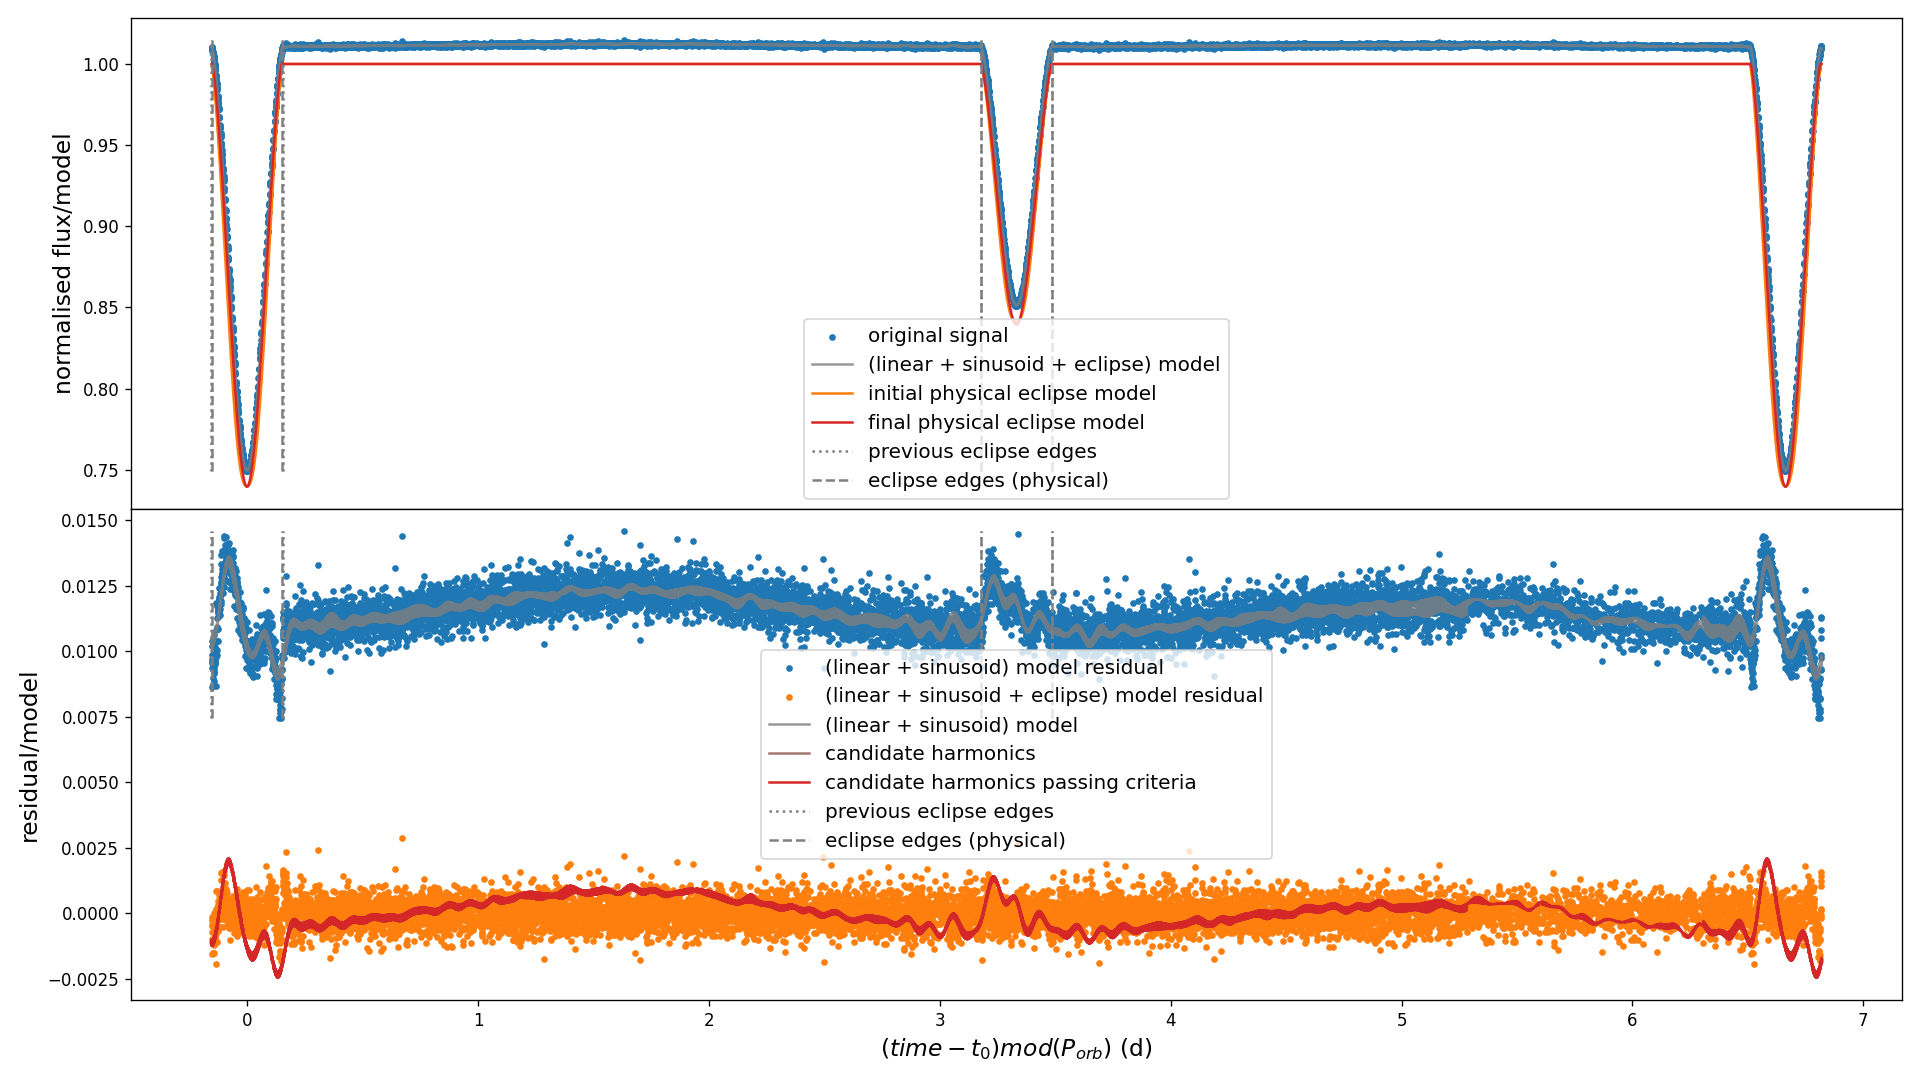 normalised flux/model
1.00
0.95
0.90
0.85
0.80
0.75
original signal
(linear + sinusoid + eclipse) model
initial physical eclipse model
final physical eclipse model
previous eclipse edges
eclipse edges (physical)
residual/model
0.0150
0.0125
0.0100
0.0075
0.0050
0.0025
0.0000
−0.0025
(linear + sinusoid) model residual
(linear + sinusoid + eclipse) model residual
(linear + sinusoid) model
candidate harmonics
candidate harmonics passing criteria
previous eclipse edges
eclipse edges (physical)
0 1 2 3 4 5 6 7
(time − t₀)mod(Pₒᵣb) (d)